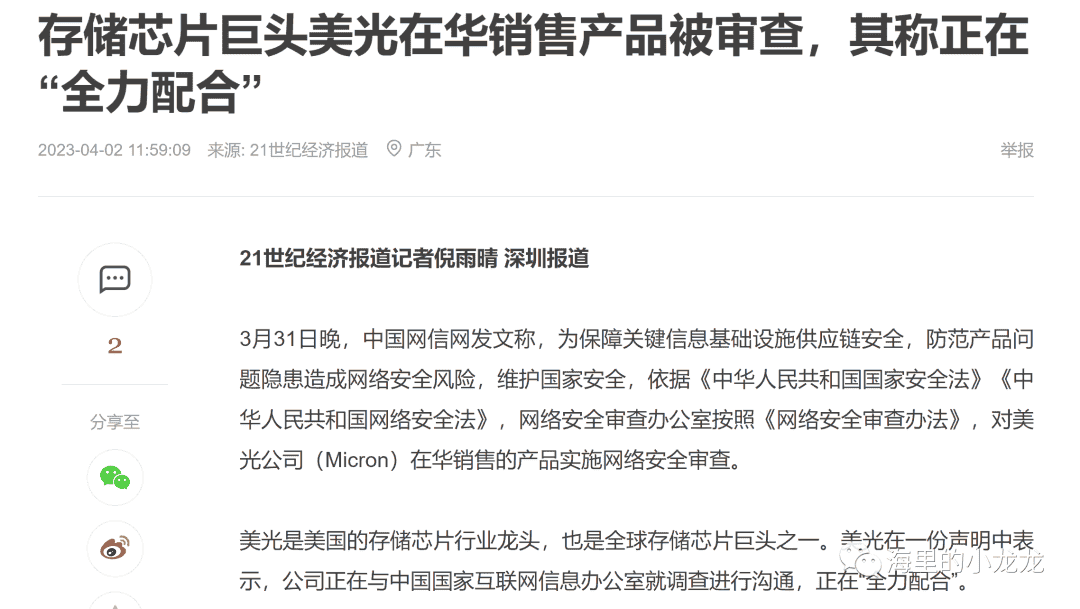 存储芯片巨头美光在华销售产品被审查，其称正在
“全力配合”
2023-04-02 11:59:09 来源: 21世纪经济报道 广东 举报
21世纪经济报道记者倪雨晴 深圳报道
2
3月31日晚，中国网信网发文称，为保障关键信息基础设施供应链安全，防范产品问
题隐患造成网络安全风险，维护国家安全，依据《中华人民共和国国家安全法》《中
华人民共和国网络安全法》，网络安全审查办公室按照《网络安全审查办法》，对美
光公司（Micron）在华销售的产品实施网络安全审查。
分享至
美光是美国的存储芯片行业龙头，也是全球存储芯片巨头之一。美光在一份声明中表
示，公司正在与中国国家互联网信息办公室就调查进行沟通，正在“全力配合”。
海里的小龙龙